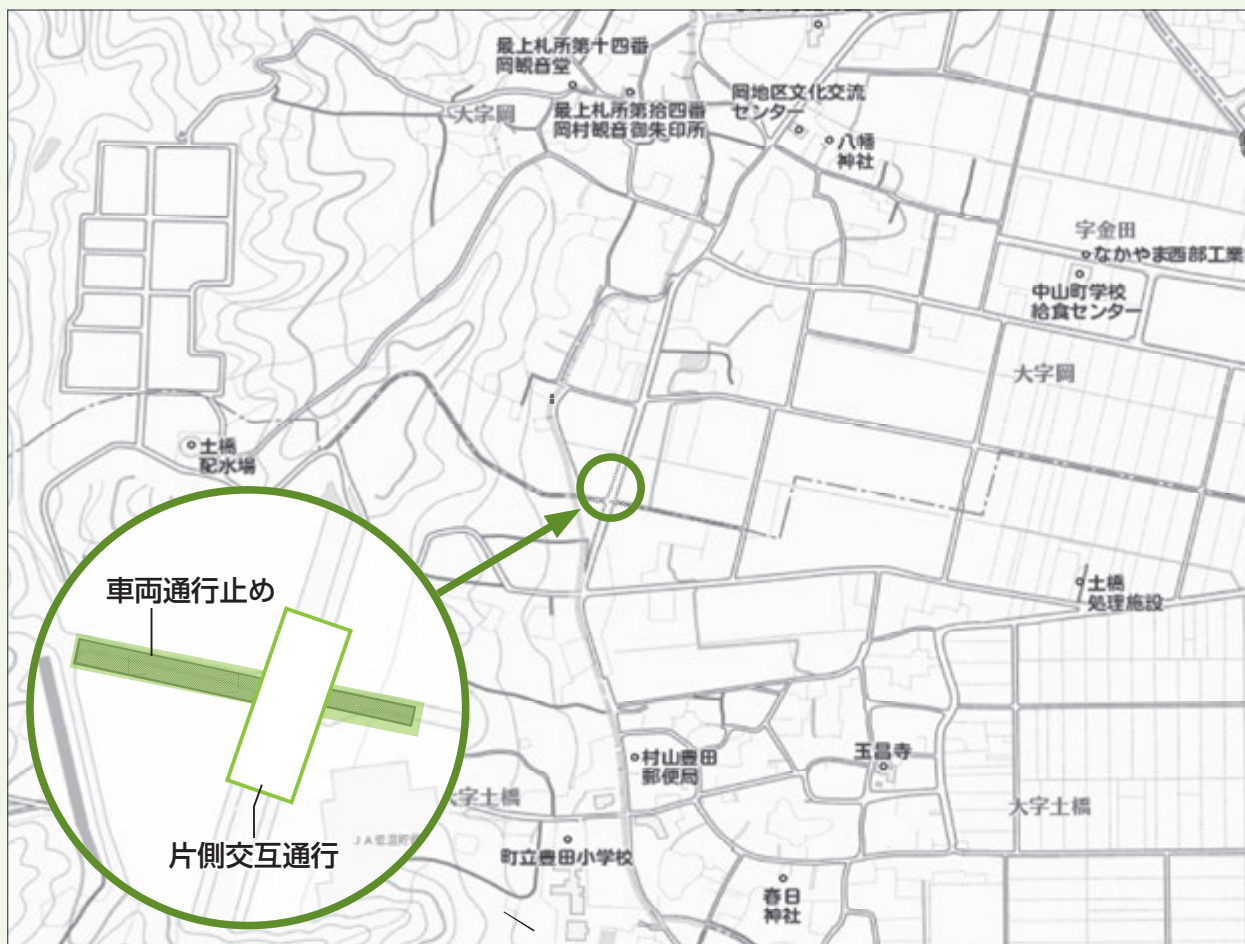 最上札所第十四番
岡観音堂
大字岡
最上札所第拾四番
岡村観音御朱印所
岡地区文化交流
センター
八幡
神社
字金田
なかやま西部工業
中山町学校
給食センター
大字岡
土橋
配水場
土橋
処理施設
車両通行止め
片側交互通行
村山豊田
郵便局
玉昌寺
大字土橋
大字土橋
町立豊田小学校
春日
神社